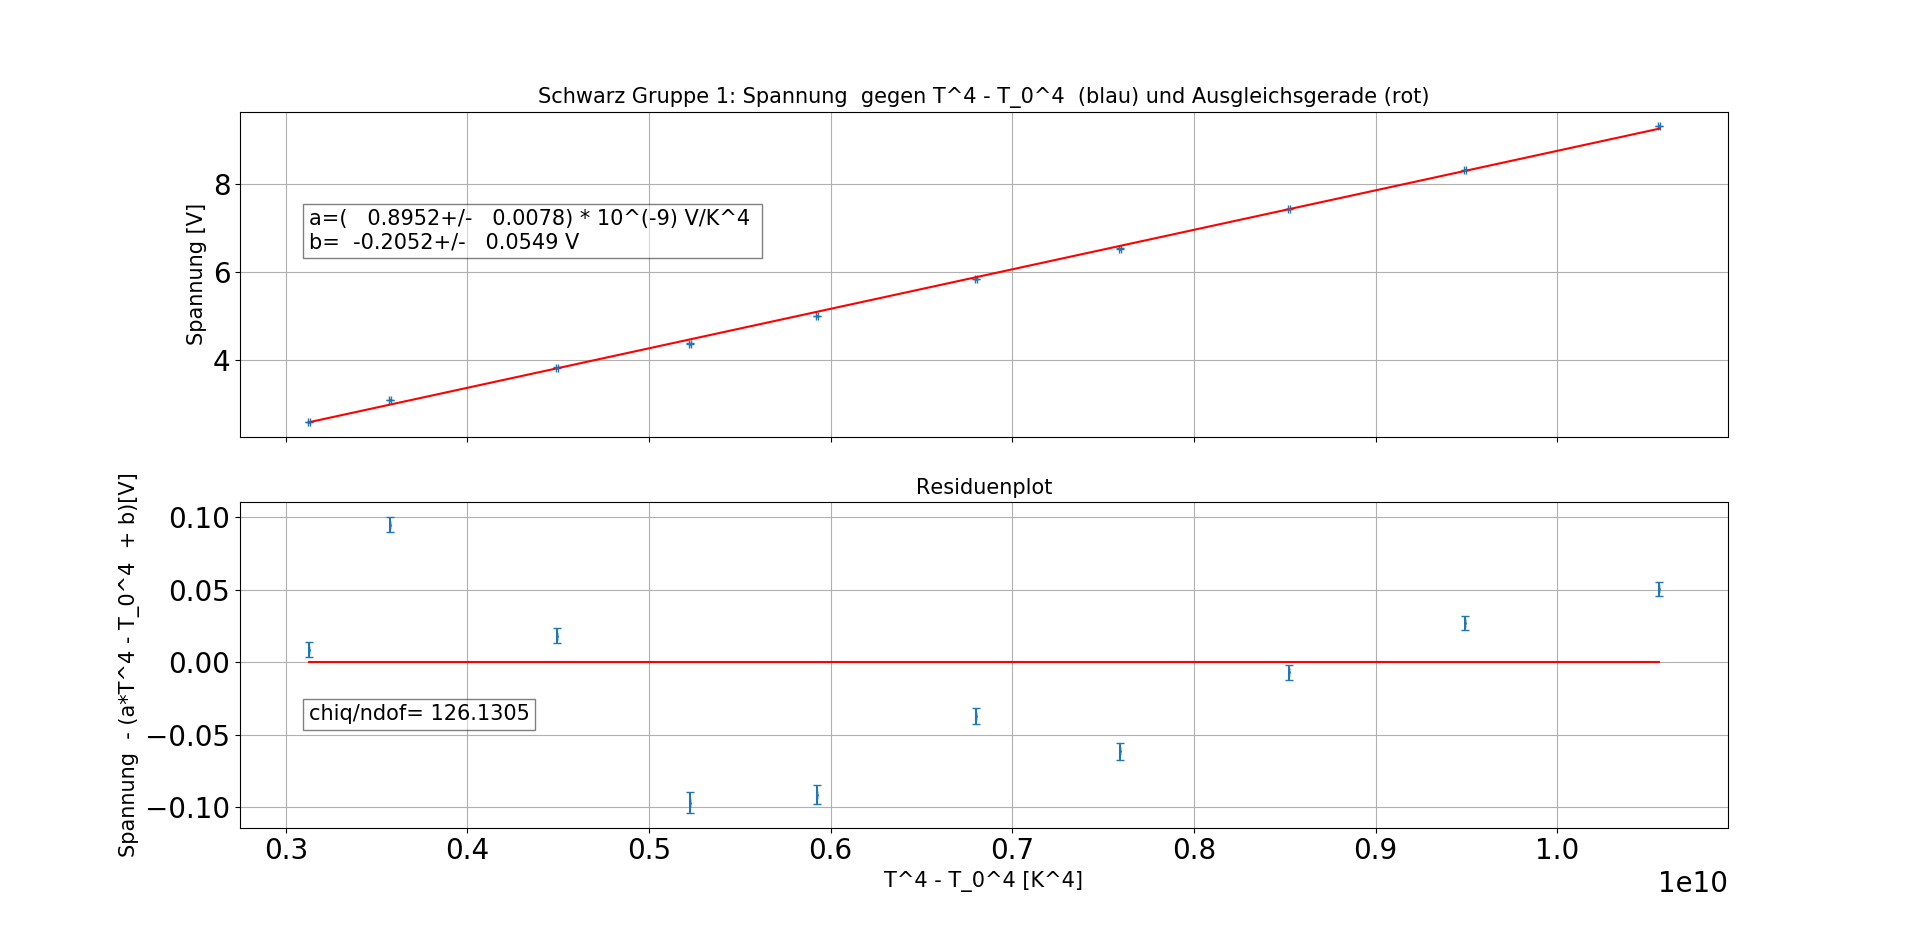 Schwarz Gruppe 1: Spannung  gegen T^4 - T_0^4  (blau) und Ausgleichsgerade (rot)
Spannung [V]
8
6
4
a=(   0.8952+/-   0.0078) * 10^(-9) V/K^4
b=  -0.2052+/-   0.0549 V
Residuenplot
Spannung  - (a*T^4 - T_0^4  + b)[V]
0.10
0.05
0.00
−0.05
−0.10
chiq/ndof= 126.1305
0.3 0.4 0.5 0.6 0.7 0.8 0.9 1.0
T^4 - T_0^4 [K^4]
1e10